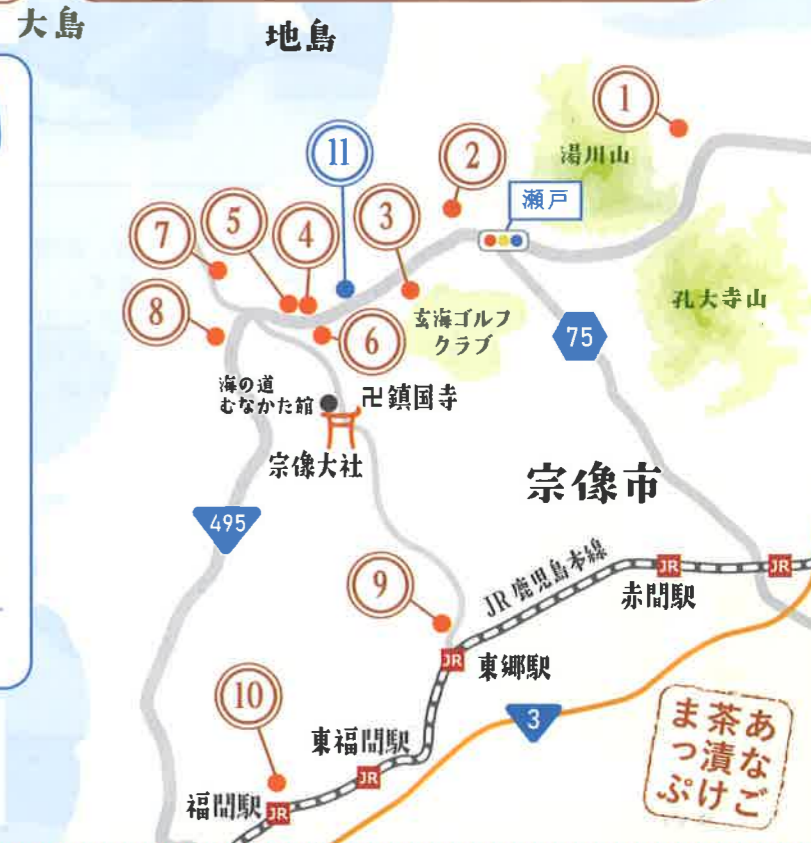 大島
地島
1
湯川山
11
2
瀬戸
7
5
4
3
孔大寺山
8
6
玄海ゴルフ
クラブ
75
海の道
むなかた館
卍鎮国寺
宗像大社
宗像市
495
JR鹿児島本線
JR
JR
赤間駅
9
JR
東郷駅
10
3
東福間駅
JR
福間駅
JR
あなご
茶漬け
まっぷ